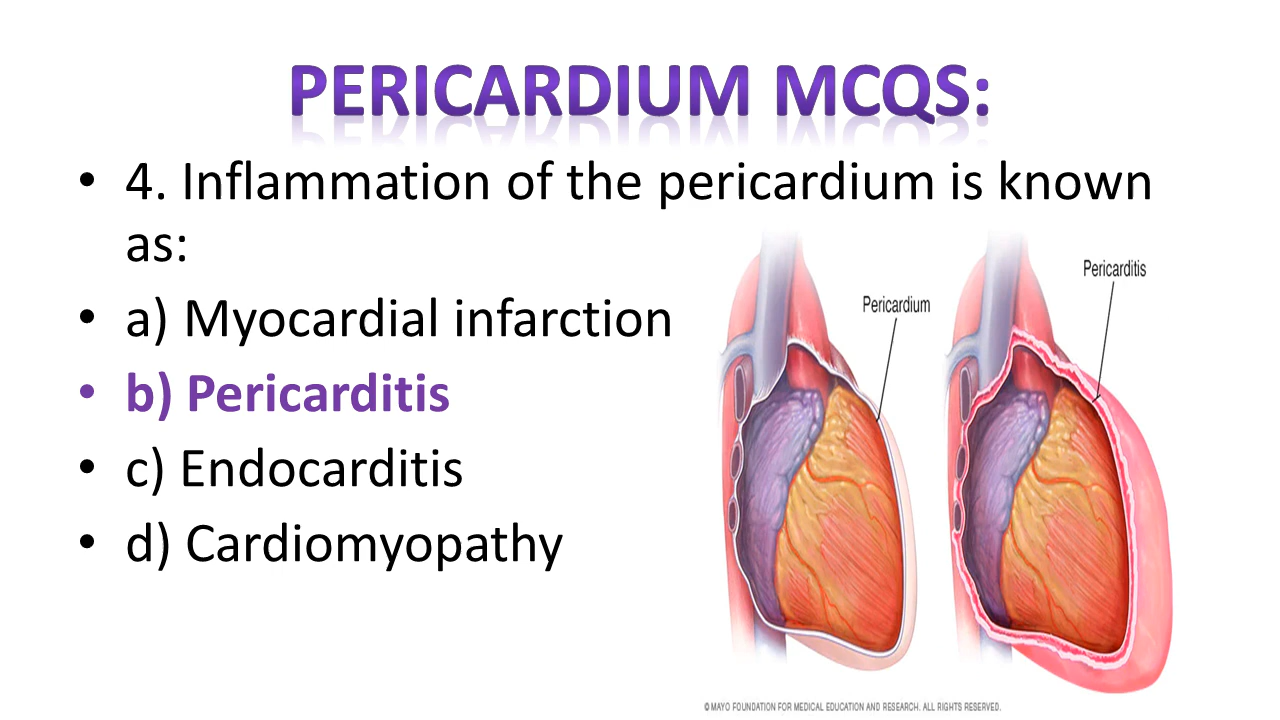 PERICARDIUM MCQS:
• 4. Inflammation of the pericardium is known
as:
• a) Myocardial infarction
• b) Pericarditis
• c) Endocarditis
• d) Cardiomyopathy
Pericardium
Pericarditis
© MAYO FOUNDATION FOR MEDICAL EDUCATION AND RESEARCH. ALL RIGHTS RESERVED.